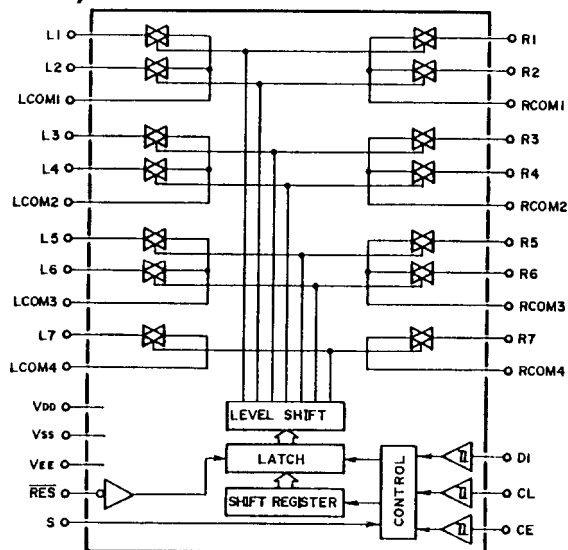 L1 R1
L2 R2
LCOM1 RCOM1
L3 R3
L4 R4
LCOM2 RCOM2
L5 R5
L6 R6
LCOM3 RCOM3
L7 R7
LCOM4 RCOM4
VDD
LEVEL SHIFT
VSS
LATCH
CONTROL
DI
VEE
RES
SHIFT REGISTER
CL
S
CE